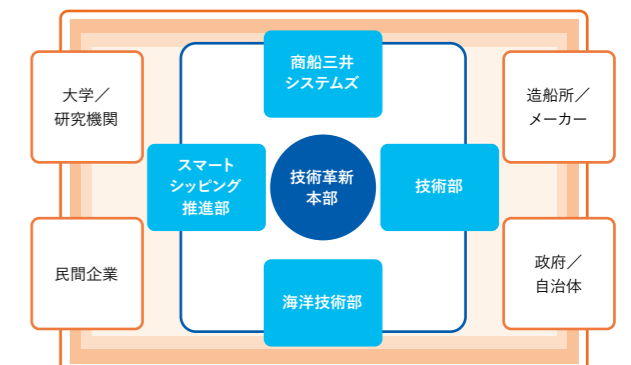 商船三井
システムズ
大学／
研究機関
造船所／
メーカー
スマート
シッピング
推進部
技術革新
本部
技術部
民間企業
海洋技術部
政府／
自治体